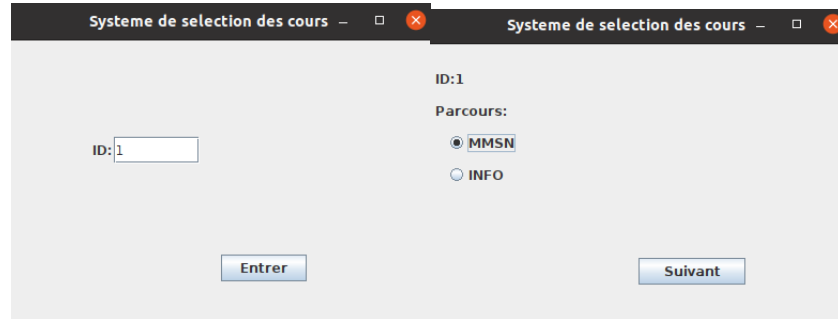 Systeme de selection des cours
ID: 1
Entrer
Systeme de selection des cours
ID:1
Parcours:
MMSN
INFO
Suivant